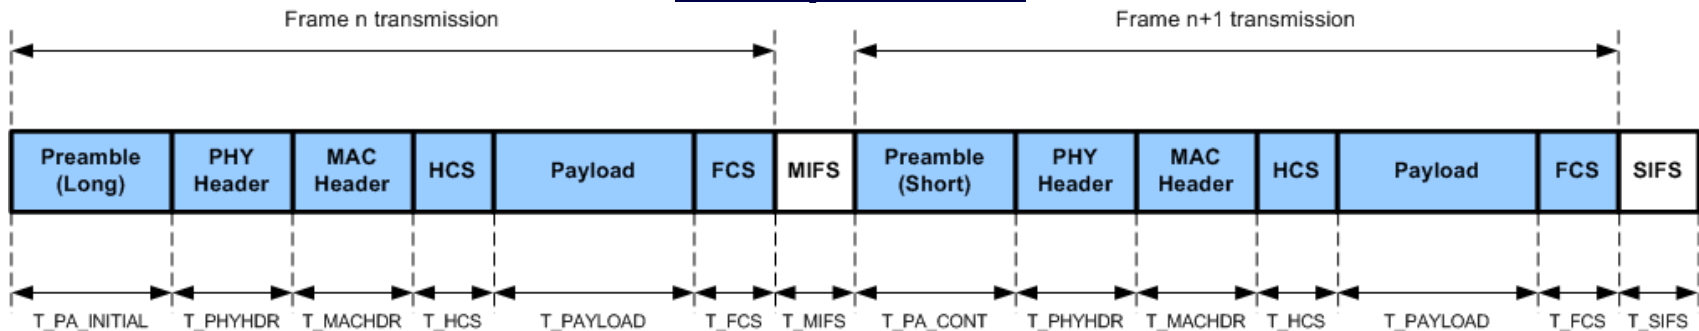 Frame n transmission
Frame n+1 transmission
Preamble
(Long)
PHY
Header
MAC
Header
HCS
Payload
FCS
MIFS
Preamble
(Short)
PHY
Header
MAC
Header
HCS
Payload
FCS
SIFS
T_PA_INITIAL
T_PHYHDR
T_MACHDR
T_HCS
T_PAYLOAD
T_FCS
T_MIFS
T_PA_CONT
T_PHYHDR
T_MACHDR
T_HCS
T_PAYLOAD
T_FCS
T_SIFS